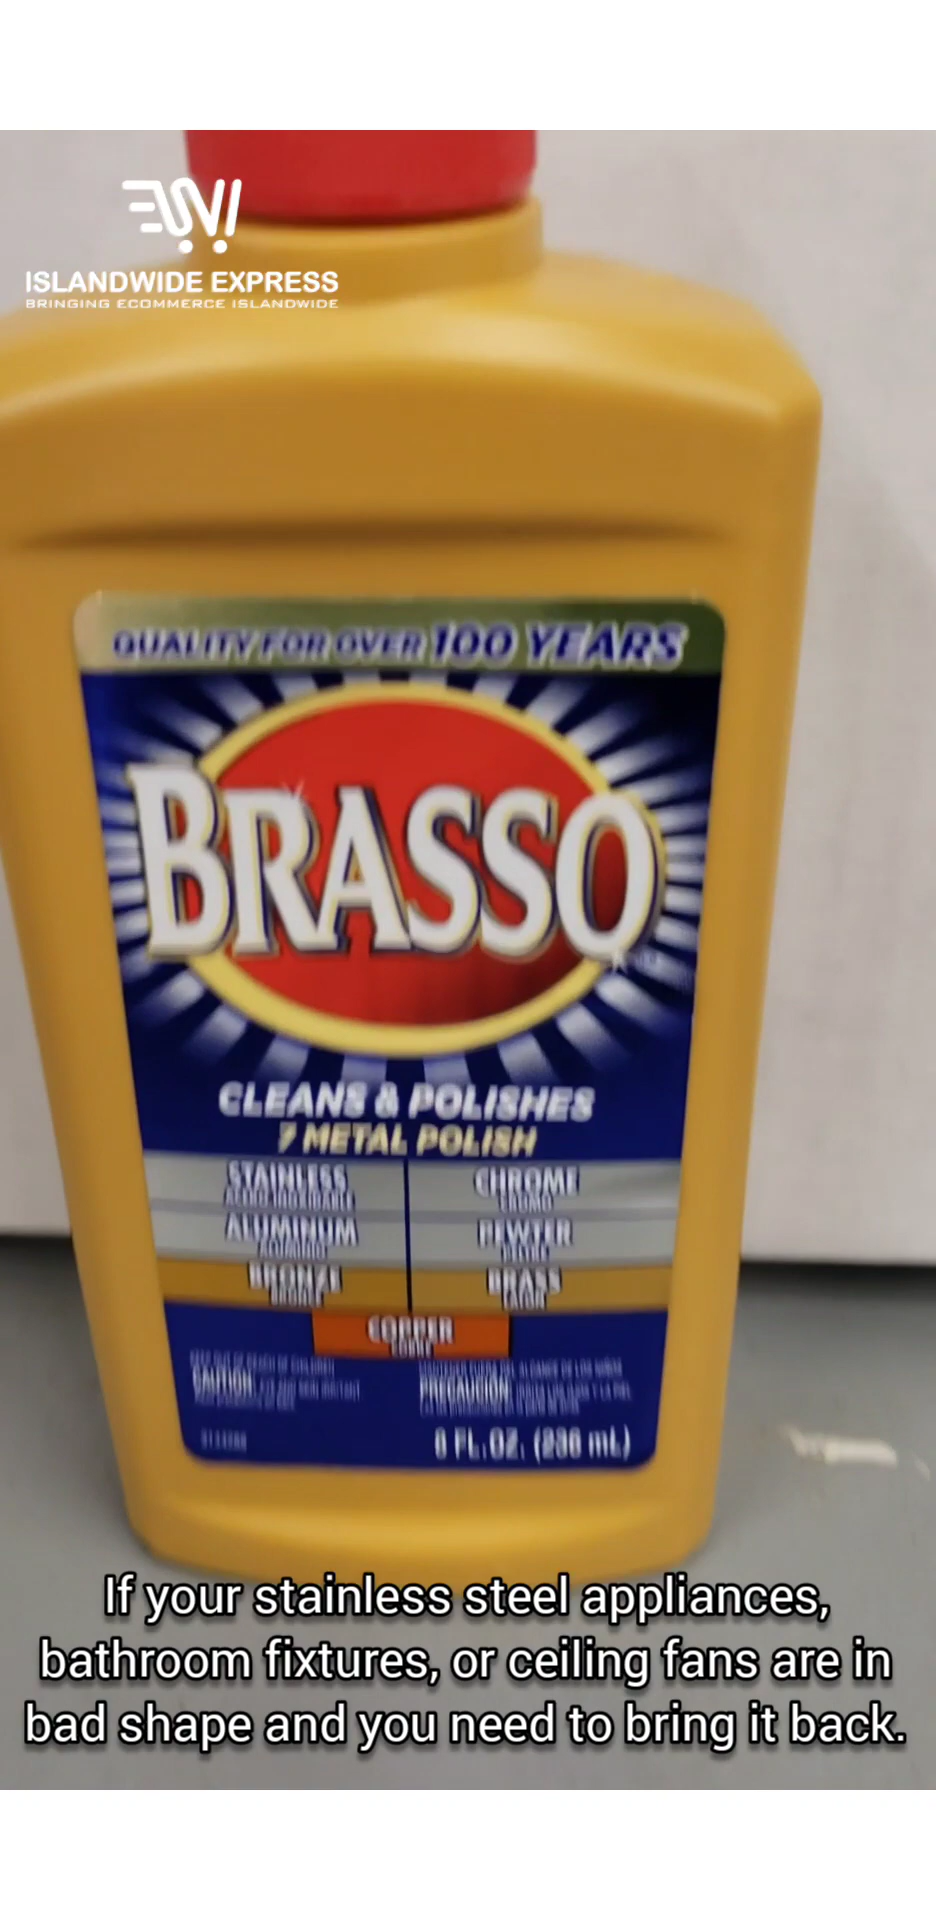 ISLANDWIDE EXPRESS
BRINGING ECOMMERCE ISLANDWIDE
QUALITY FOR OVER 100 YEARS
BRASSO
CLEANS & POLISHES
7 METAL POLISH
STAINLESS
CHROME
ALUMINUM
PEWTER
BRONZE
BRASS
COPPER
CAUTION
PRECAUCIÓN
8 FL. OZ. (236 mL)
If your stainless steel appliances,
bathroom fixtures, or ceiling fans are in
bad shape and you need to bring it back.